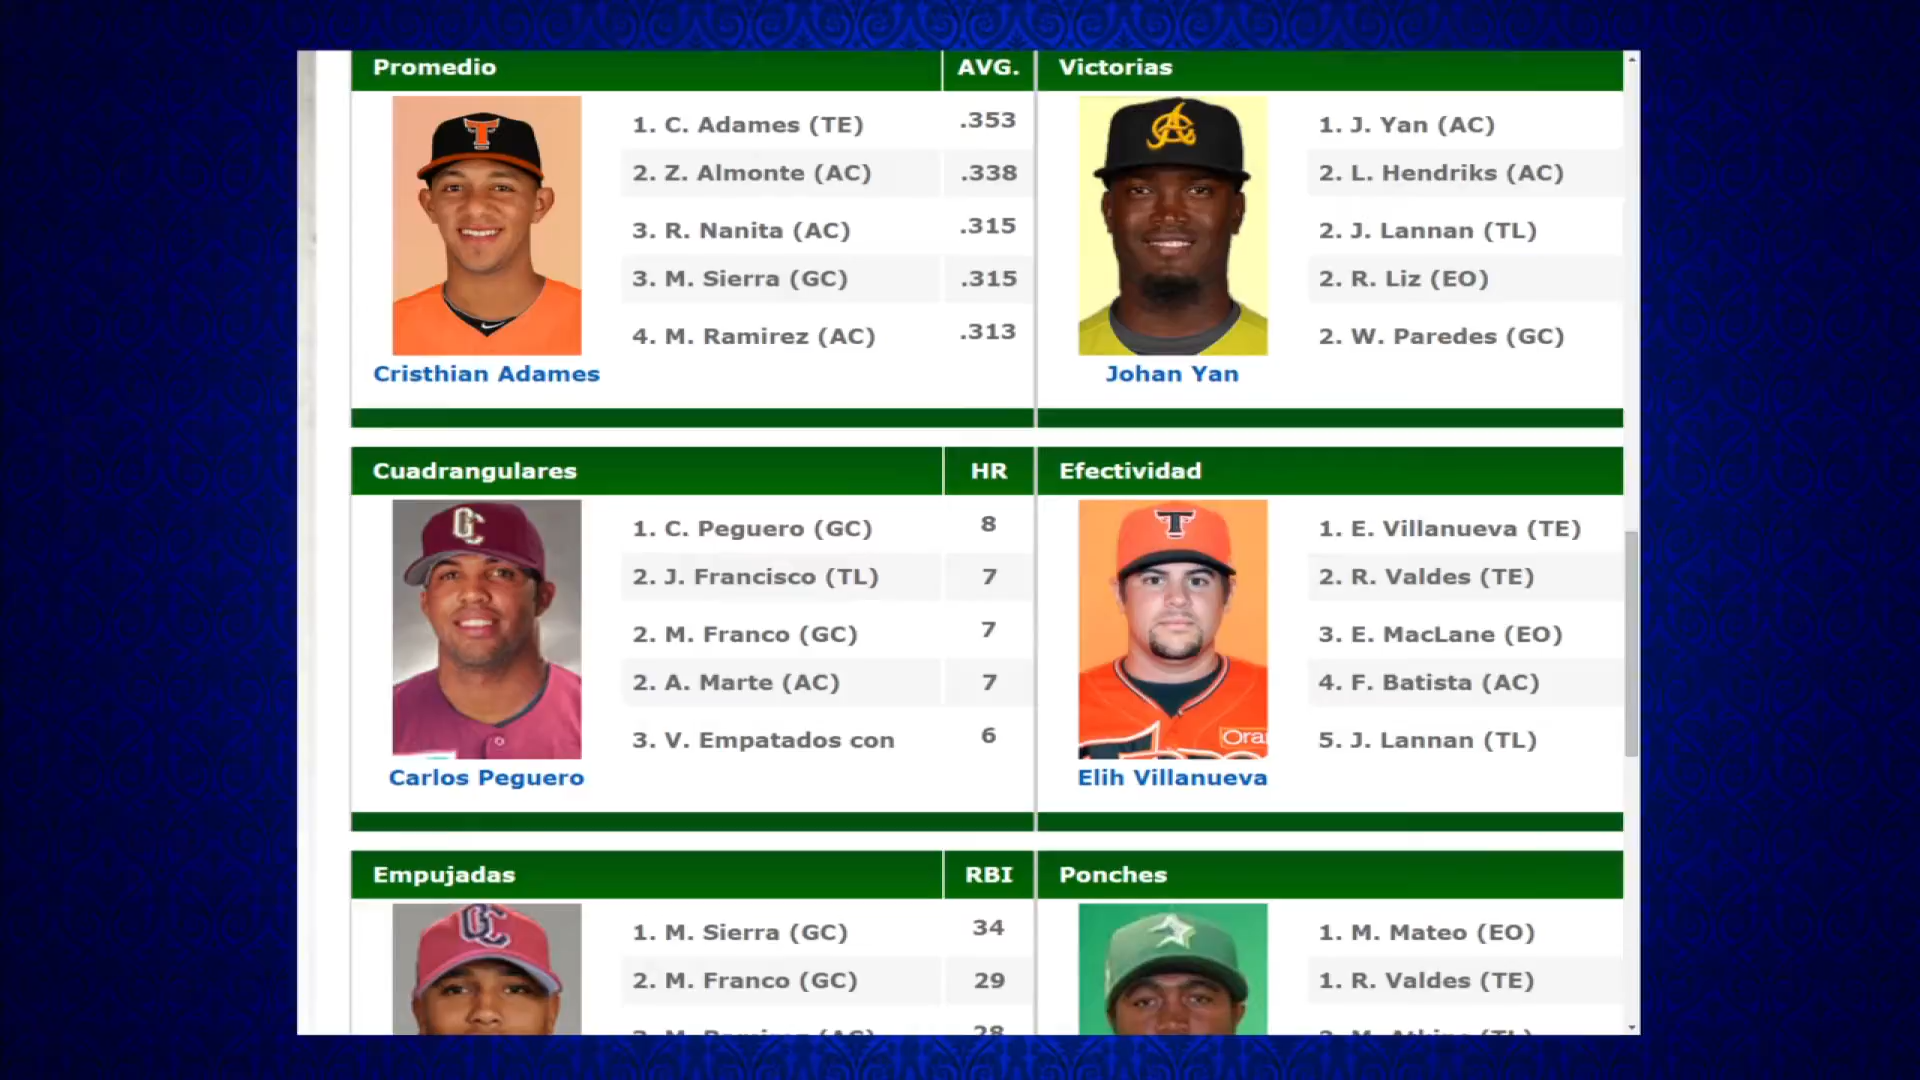 Promedio AVG. Victorias
1. C. Adames (TE) .353 1. J. Yan (AC)
2. Z. Almonte (AC) .338 2. L. Hendriks (AC)
3. R. Nanita (AC) .315 2. J. Lannan (TL)
3. M. Sierra (GC) .315 2. R. Liz (EO)
4. M. Ramirez (AC) .313 2. W. Paredes (GC)
Cristhian Adames Johan Yan
Cuadrangulares HR Efectividad
1. C. Peguero (GC) 8 1. E. Villanueva (TE)
2. J. Francisco (TL) 7 2. R. Valdes (TE)
2. M. Franco (GC) 7 3. E. MacLane (EO)
2. A. Marte (AC) 7 4. F. Batista (AC)
3. V. Empatados con 6 5. J. Lannan (TL)
Carlos Peguero Elih Villanueva
Empujadas RBI Ponches
1. M. Sierra (GC) 34 1. M. Mateo (EO)
2. M. Franco (GC) 29 1. R. Valdes (TE)
28